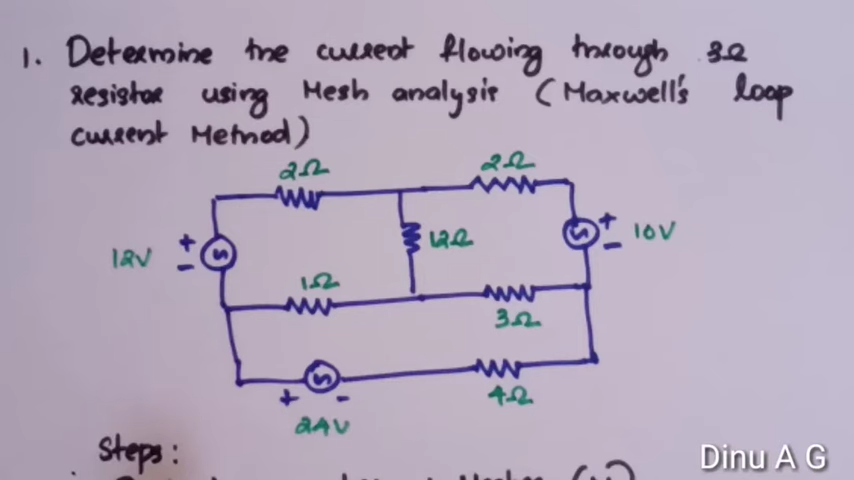 1. Determine the current flowing through 3Ω
resistor using Mesh analysis (Maxwell's loop
current Method)
2Ω 2Ω
12V + - 12Ω + - 10V
1Ω
3Ω
+ - 4Ω
24V
Steps:
Dinu A G